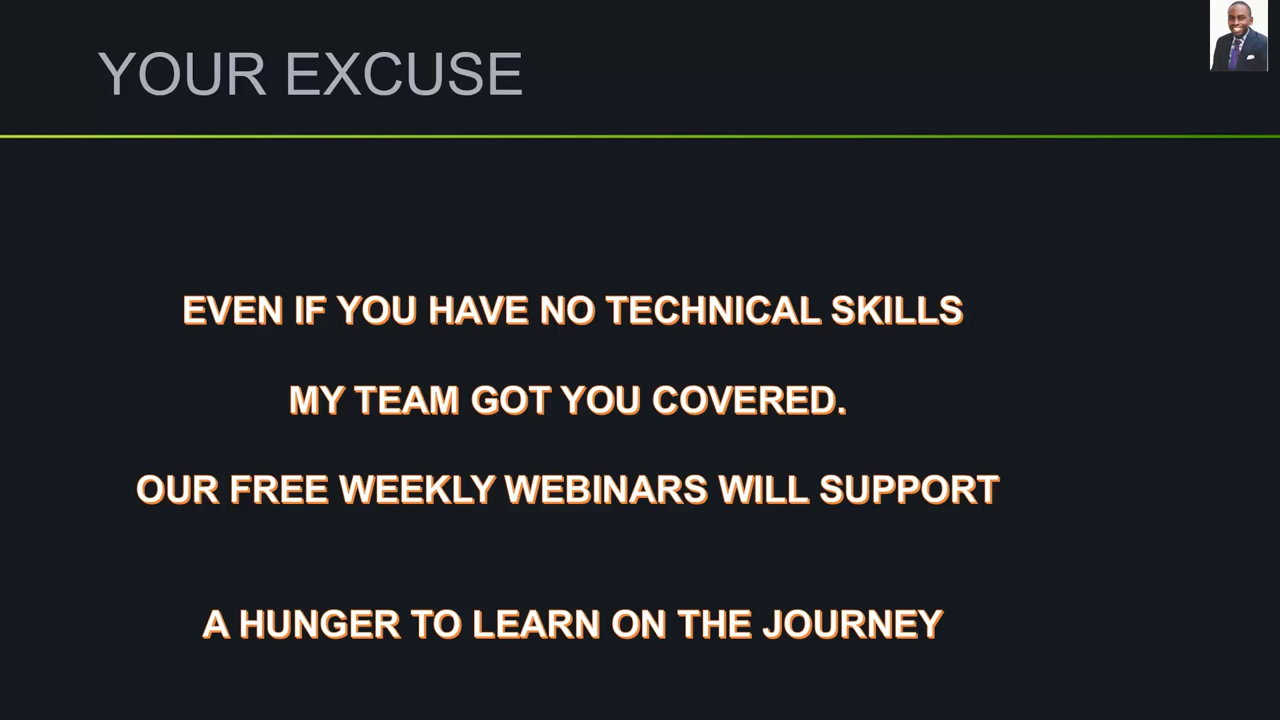 YOUR EXCUSE
EVEN IF YOU HAVE NO TECHNICAL SKILLS
MY TEAM GOT YOU COVERED.
OUR FREE WEEKLY WEBINARS WILL SUPPORT
A HUNGER TO LEARN ON THE JOURNEY